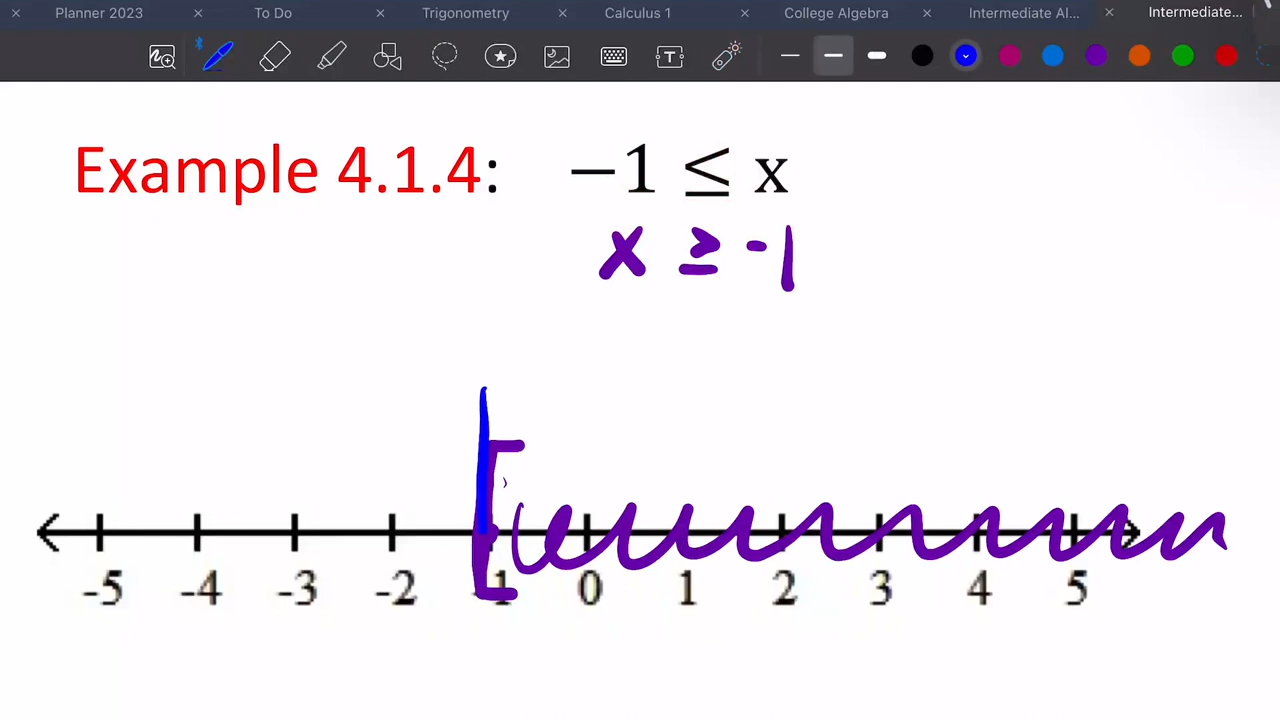 Planner 2023 To Do Trigonometry Calculus 1 College Algebra Intermediate Al... Intermediate...
Example 4.1.4: −1 ≤ x
x ≥ -1
[
-5 -4 -3 -2 -1 0 1 2 3 4 5